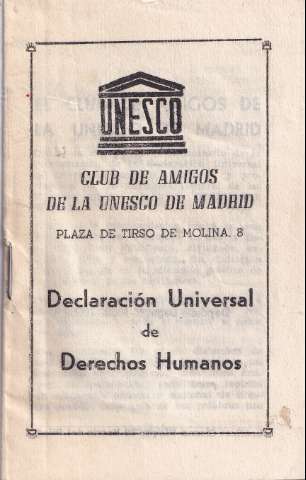 UNESCO
CLUB DE AMIGOS
DE LA UNESCO DE MADRID
PLAZA DE TIRSO DE MOLINA. 8
Declaración Universal
de
Derechos Humanos